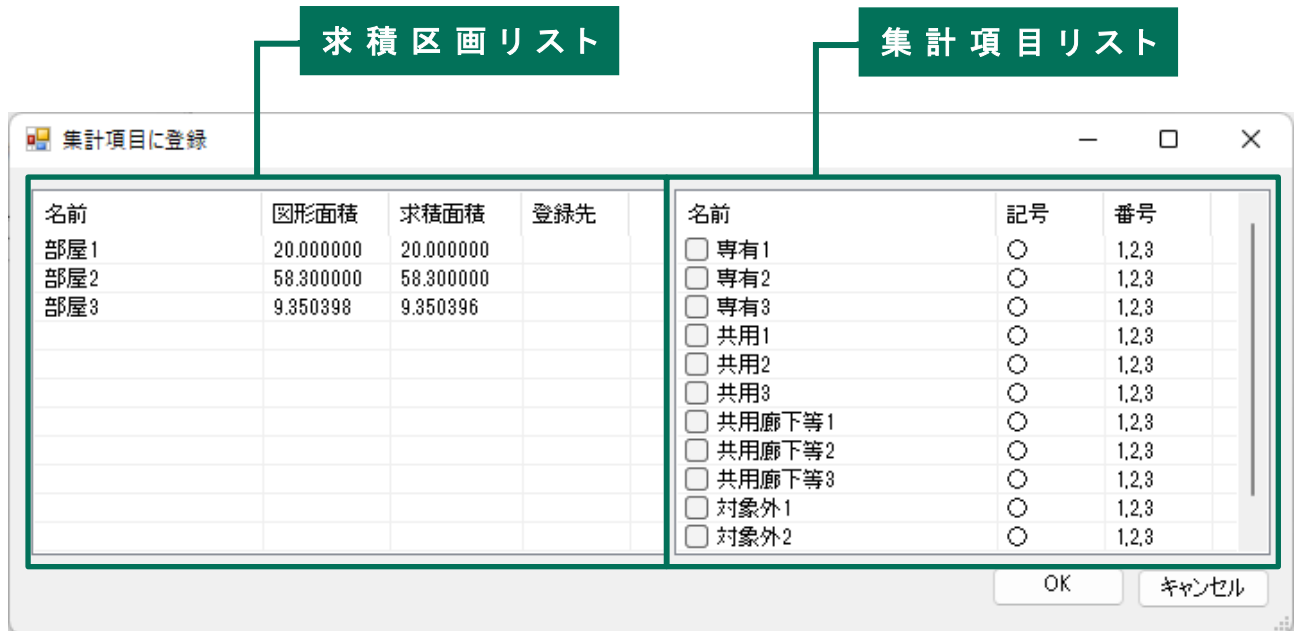 求積区画リスト 集計項目リスト
集計項目に登録
名前 図形面積 求積面積 登録先 名前 記号 番号
部屋1 20.000000 20.000000 専有1 ○ 1,2,3
部屋2 58.300000 58.300000 専有2 ○ 1,2,3
部屋3 9.350398 9.350396 専有3 ○ 1,2,3
共用1 ○ 1,2,3
共用2 ○ 1,2,3
共用3 ○ 1,2,3
共用廊下等1 ○ 1,2,3
共用廊下等2 ○ 1,2,3
共用廊下等3 ○ 1,2,3
対象外1 ○ 1,2,3
対象外2 ○ 1,2,3
OK キャンセル